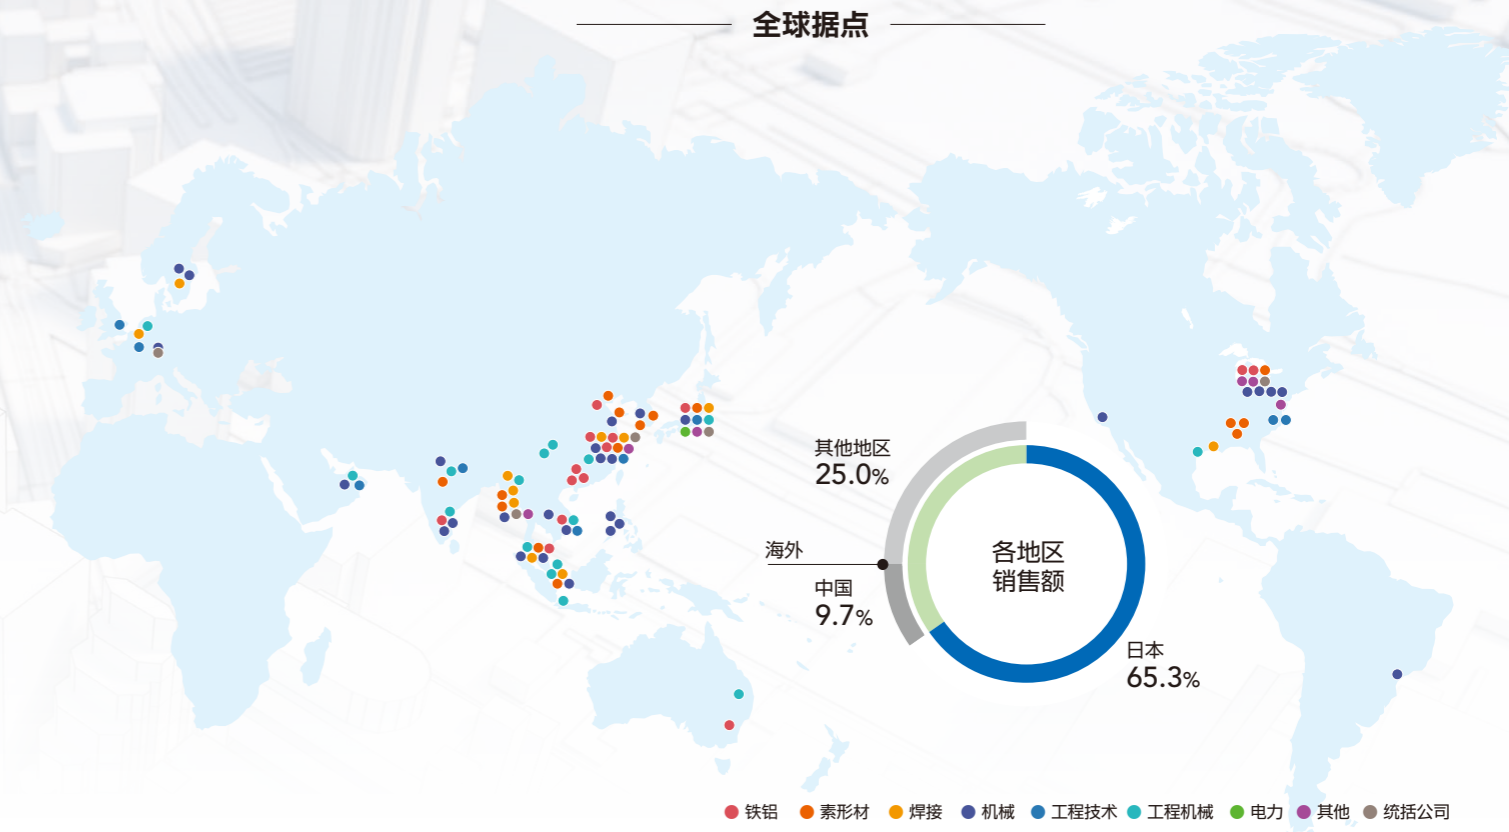 全球据点
其他地区
25.0%
海外
中国
9.7%
各地区
销售额
日本
65.3%
铁铝 素形材 焊接 机械 工程技术 工程机械 电力 其他 统括公司